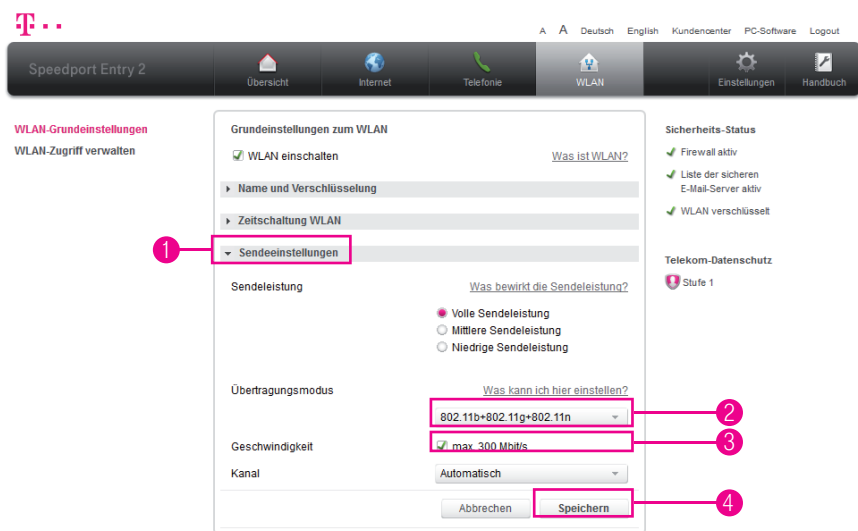 T
A A Deutsch English Kundencenter PC-Software Logout
Speedport Entry 2
Übersicht
Internet
Telefonie
WLAN
Einstellungen
Handbuch
WLAN-Grundeinstellungen
WLAN-Zugriff verwalten
Grundeinstellungen zum WLAN
WLAN einschalten Was ist WLAN?
Name und Verschlüsselung
Zeitschaltung WLAN
1 Sendeeinstellungen
Sendeleistung Was bewirkt die Sendeleistung?
Volle Sendeleistung
Mittlere Sendeleistung
Niedrige Sendeleistung
Übertragungsmodus Was kann ich hier einstellen?
802.11b+802.11g+802.11n 2
Geschwindigkeit max. 300 Mbit/s 3
Kanal Automatisch
Abbrechen Speichern 4
Sicherheits-Status
Firewall aktiv
Liste der sicheren
E-Mail-Server aktiv
WLAN verschlüsselt
Telekom-Datenschutz
Stufe 1